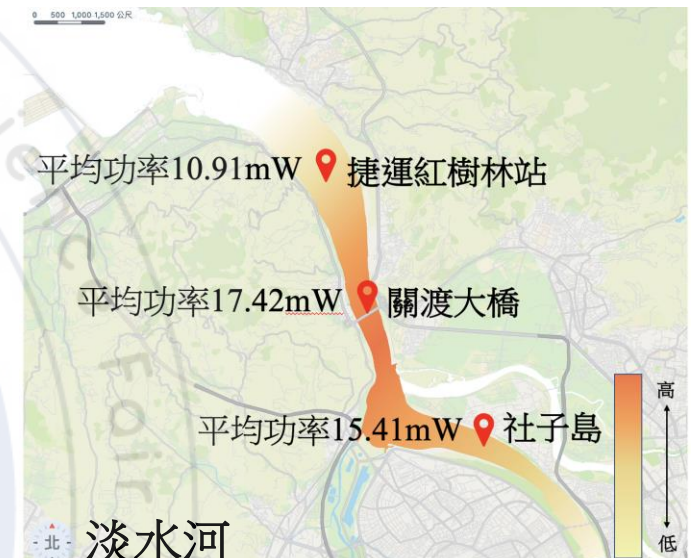 0 500 1,000 1,500 公尺
平均功率10.91mW 捷運紅樹林站
平均功率17.42mW 關渡大橋
平均功率15.41mW 社子島
高
低
北
淡水河
Fair